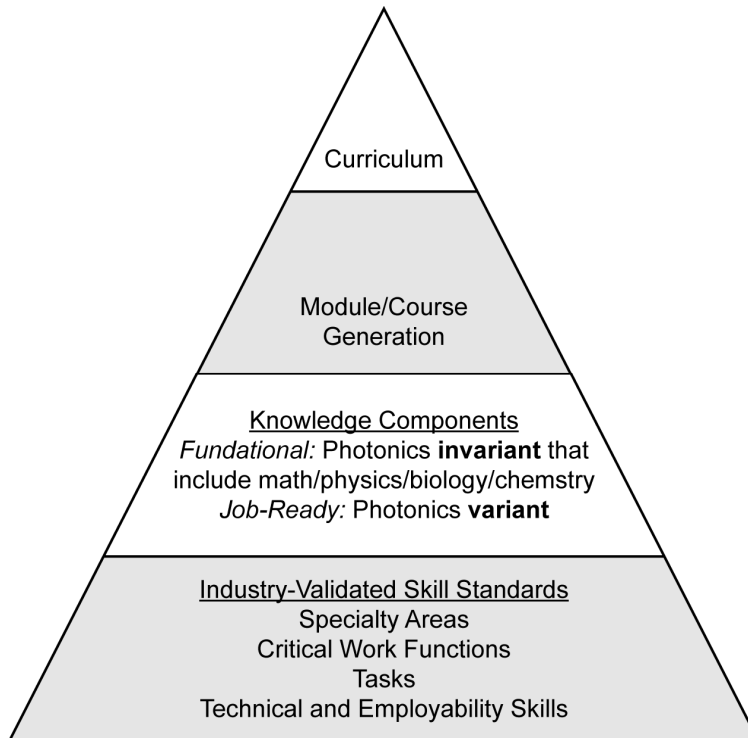 Curriculum
Module/Course
Generation
Knowledge Components
Fundational: Photonics invariant that
include math/physics/biology/chemstry
Job-Ready: Photonics variant
Industry-Validated Skill Standards
Specialty Areas
Critical Work Functions
Tasks
Technical and Employability Skills